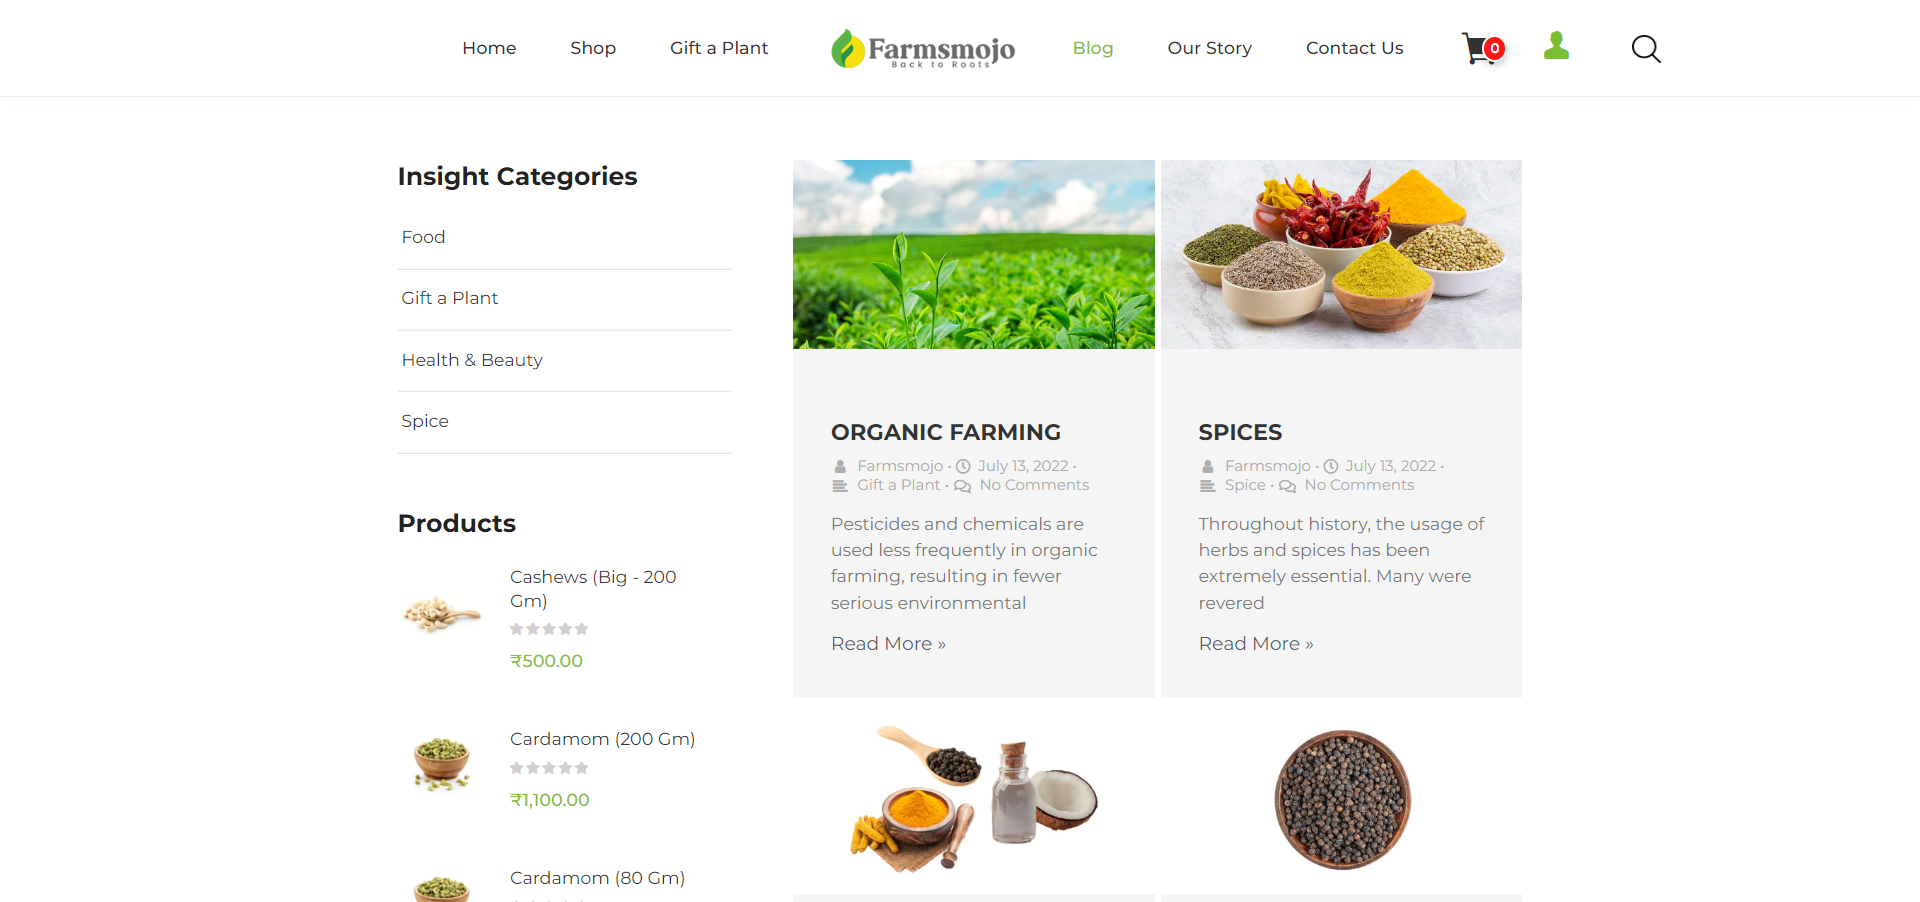 Home
Shop
Gift a Plant
Farmsmojo
Back to Roots
Blog
Our Story
Contact Us
0
Insight Categories
Food
Gift a Plant
Health & Beauty
Spice
Products
Cashews (Big - 200
Gm)
₹500.00
Cardamom (200 Gm)
₹1,100.00
Cardamom (80 Gm)
ORGANIC FARMING
Farmsmojo · July 13, 2022 ·
Gift a Plant · No Comments
Pesticides and chemicals are
used less frequently in organic
farming, resulting in fewer
serious environmental
Read More »
SPICES
Farmsmojo · July 13, 2022 ·
Spice · No Comments
Throughout history, the usage of
herbs and spices has been
extremely essential. Many were
revered
Read More »